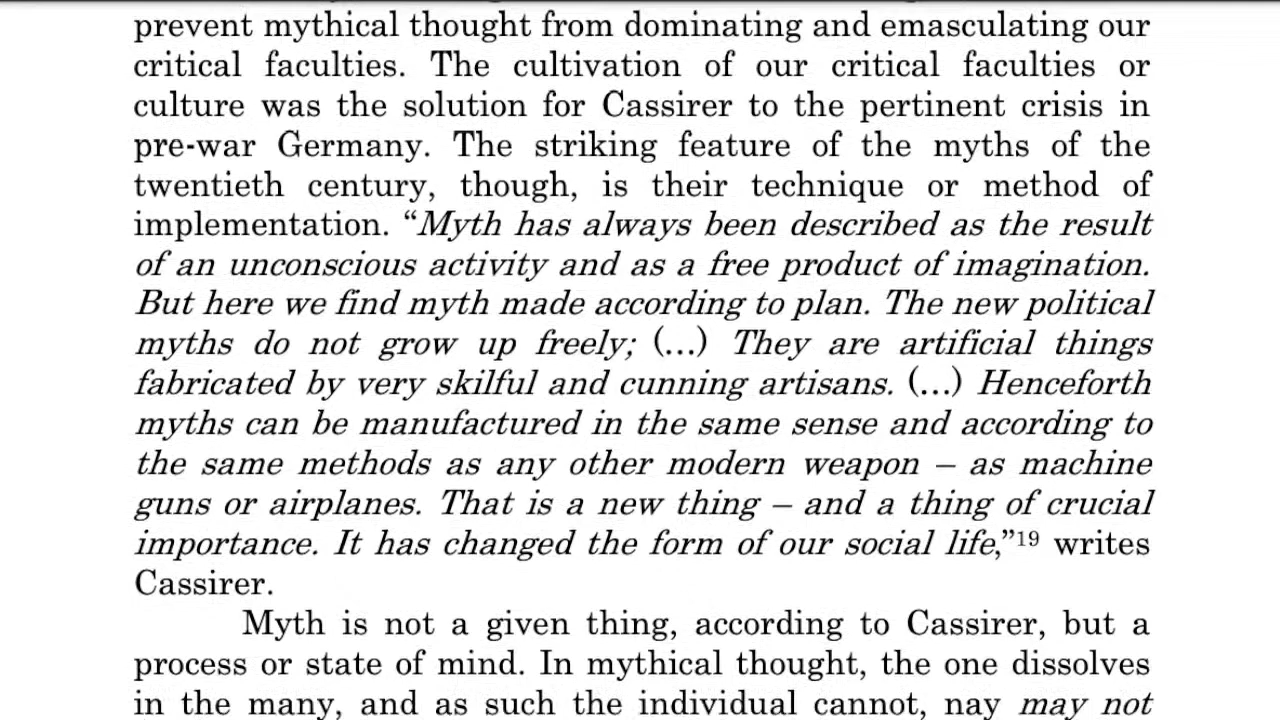 prevent mythical thought from dominating and emasculating our
critical faculties. The cultivation of our critical faculties or
culture was the solution for Cassirer to the pertinent crisis in
pre-war Germany. The striking feature of the myths of the
twentieth century, though, is their technique or method of
implementation. “Myth has always been described as the result
of an unconscious activity and as a free product of imagination.
But here we find myth made according to plan. The new political
myths do not grow up freely; (…) They are artificial things
fabricated by very skilful and cunning artisans. (…) Henceforth
myths can be manufactured in the same sense and according to
the same methods as any other modern weapon – as machine
guns or airplanes. That is a new thing – and a thing of crucial
importance. It has changed the form of our social life,”19 writes
Cassirer.
Myth is not a given thing, according to Cassirer, but a
process or state of mind. In mythical thought, the one dissolves
in the many, and as such the individual cannot, nay may not